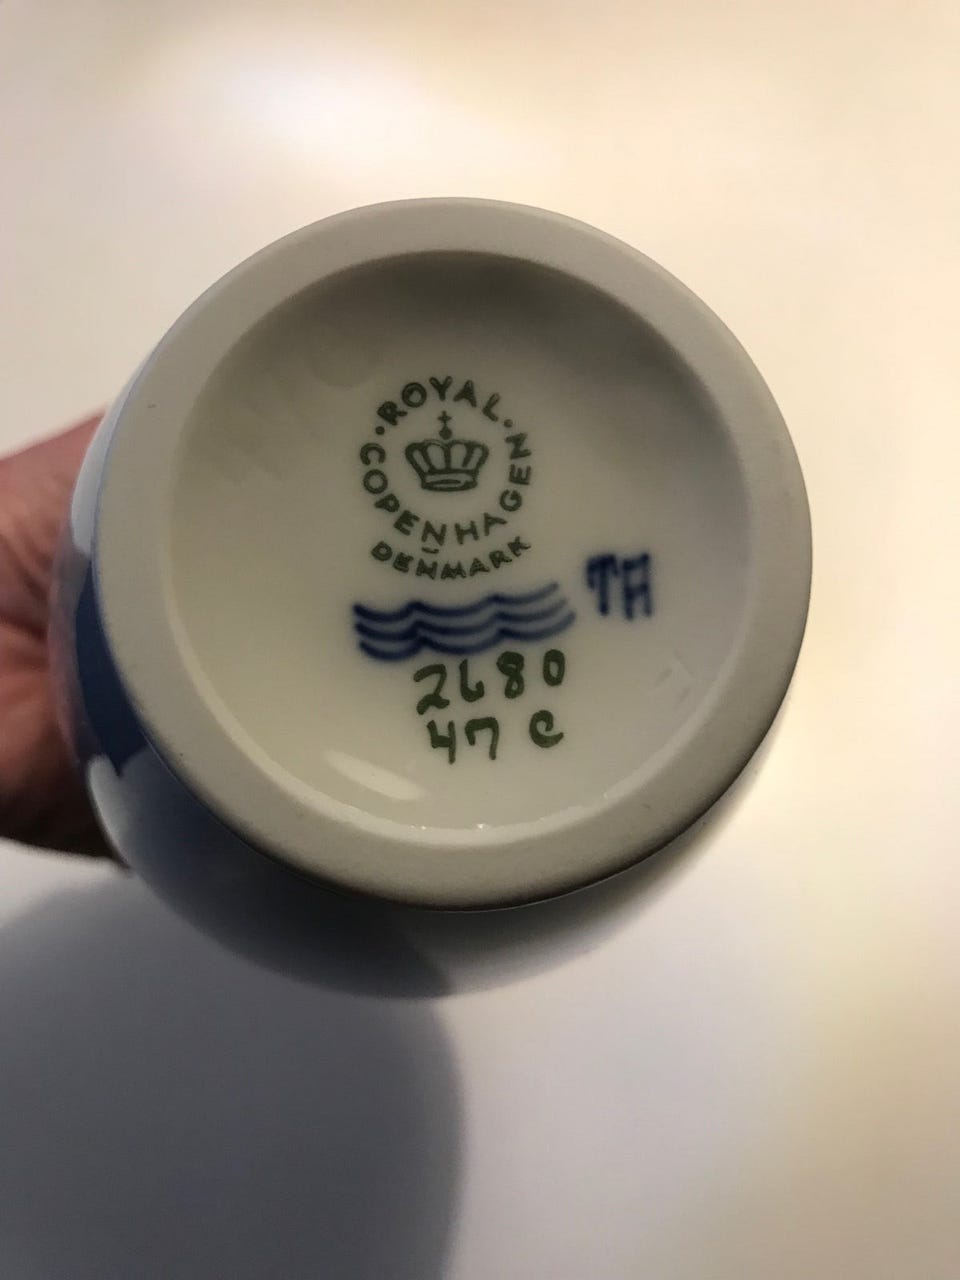 ROYAL
COPENHAGEN
DENMARK
TH
2680
47 C